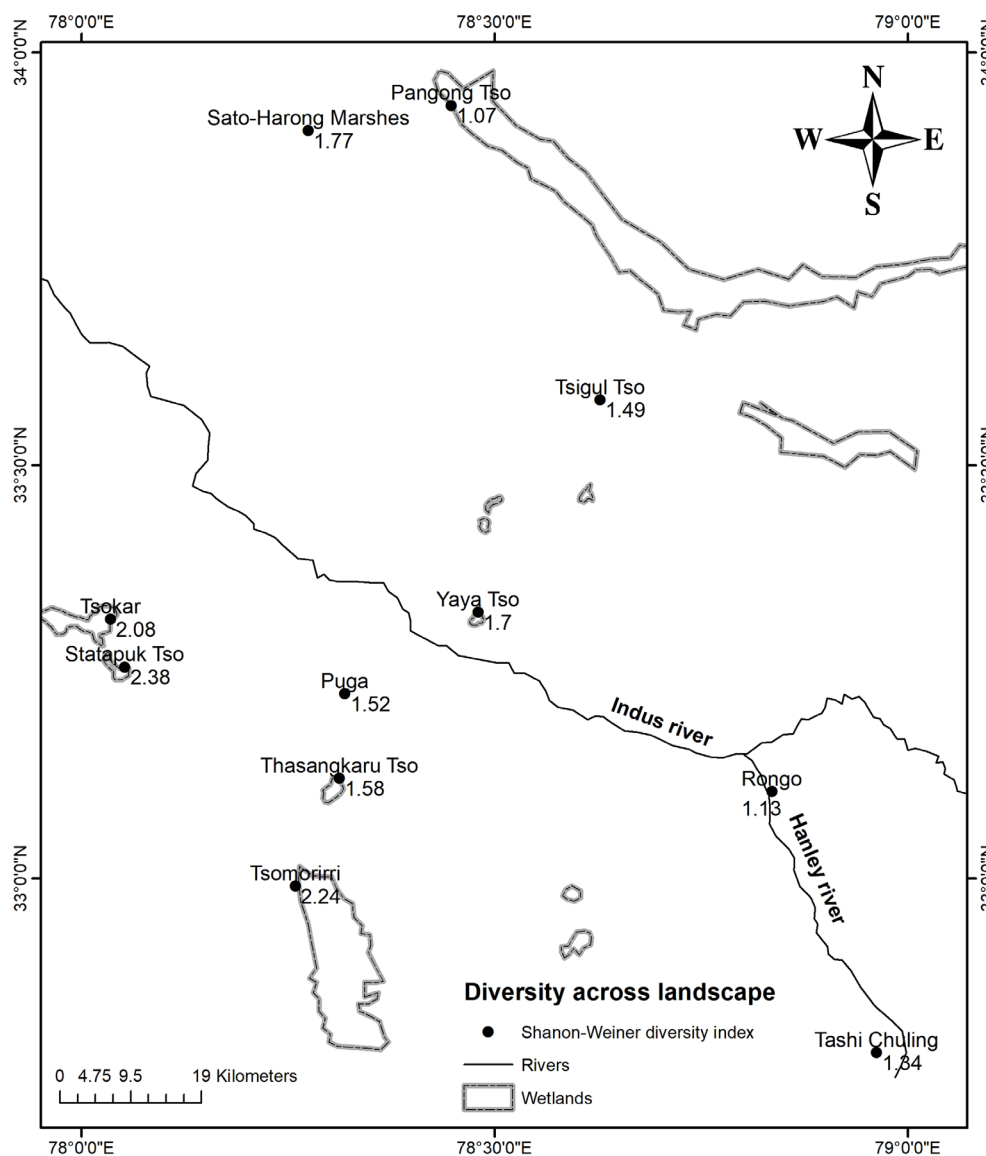 78°0'0"E
78°30'0"E
79°0'0"E
34°0'0"N
N
W
E
S
Pangong Tso
1.07
Sato-Harong Marshes
1.77
Tsigul Tso
1.49
33°30'0"N
Yaya Tso
1.7
Tsokar
2.08
Statapuk Tso
2.38
Puga
1.52
Indus river
Thasangkaru Tso
1.58
Rongo
1.13
Hanley river
33°0'0"N
Tsomorirri
2.24
Diversity across landscape
Shanon-Weiner diversity index
Rivers
Wetlands
Tashi Chuling
1.34
0 4.75 9.5 19 Kilometers
78°0'0"E
78°30'0"E
79°0'0"E